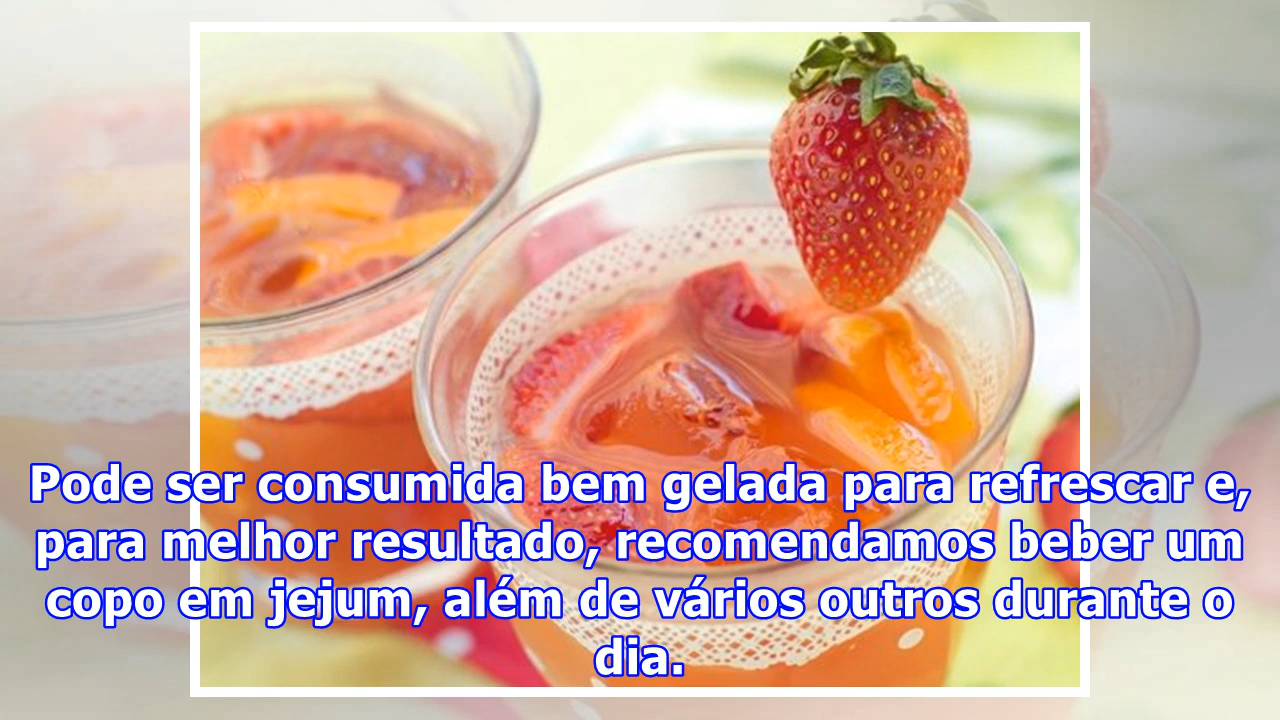 Pode ser consumida bem gelada para refrescar e,
para melhor resultado, recomendamos beber um
copo em jejum, além de vários outros durante o
dia.